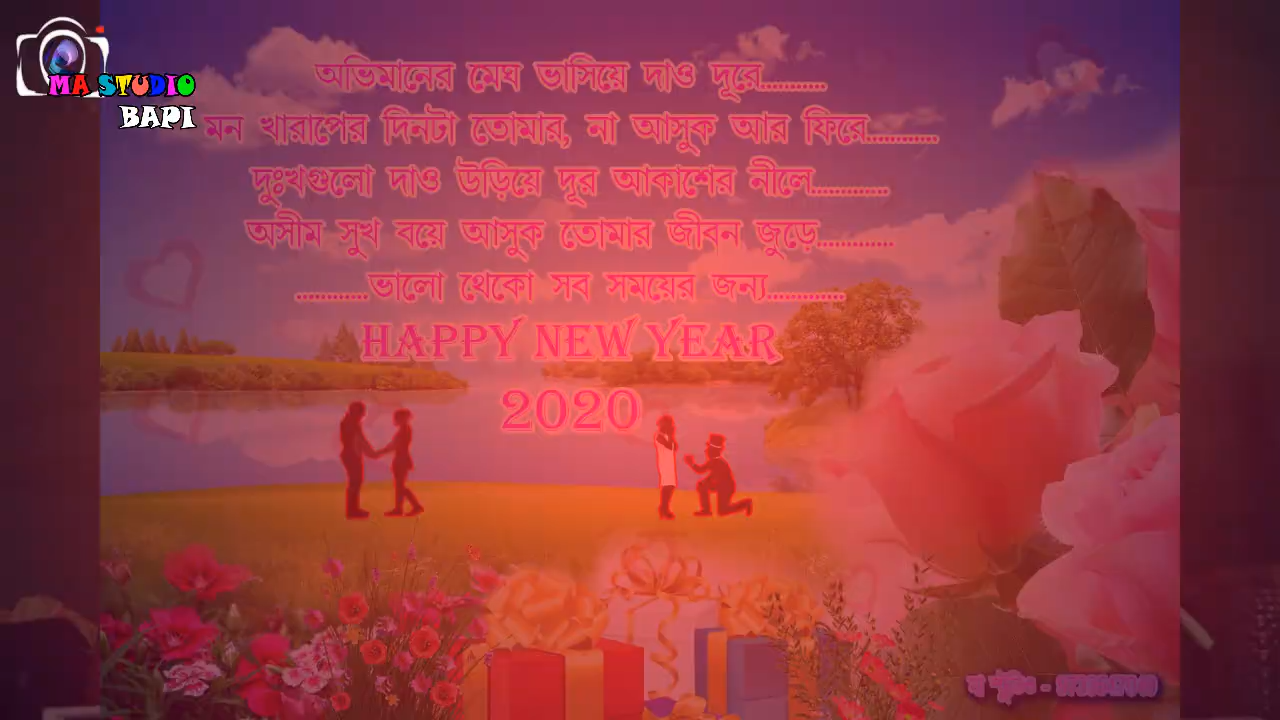 MA STUDIO
BAPI
অভিমানের মেঘ ভাসিয়ে দাও দূরে...........
মন খারাপের দিনটা তোমার, না আসুক আর ফিরে............
দুঃখগুলো দাও উড়িয়ে দূর আকাশের নীলে.............
অসীম সুখ বয়ে আসুক তোমার জীবন জুড়ে.............
............ভালো থেকো সব সময়ের জন্য.............
HAPPY NEW YEAR
2020